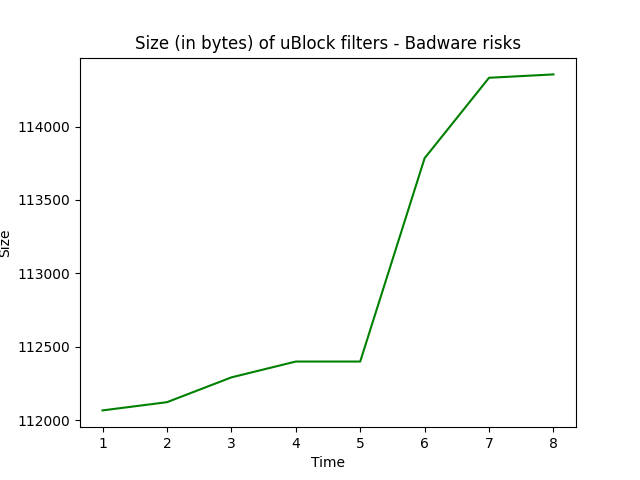 Size (in bytes) of uBlock filters - Badware risks
114000
113500
113000
112500
112000
Size
1 2 3 4 5 6 7 8
Time